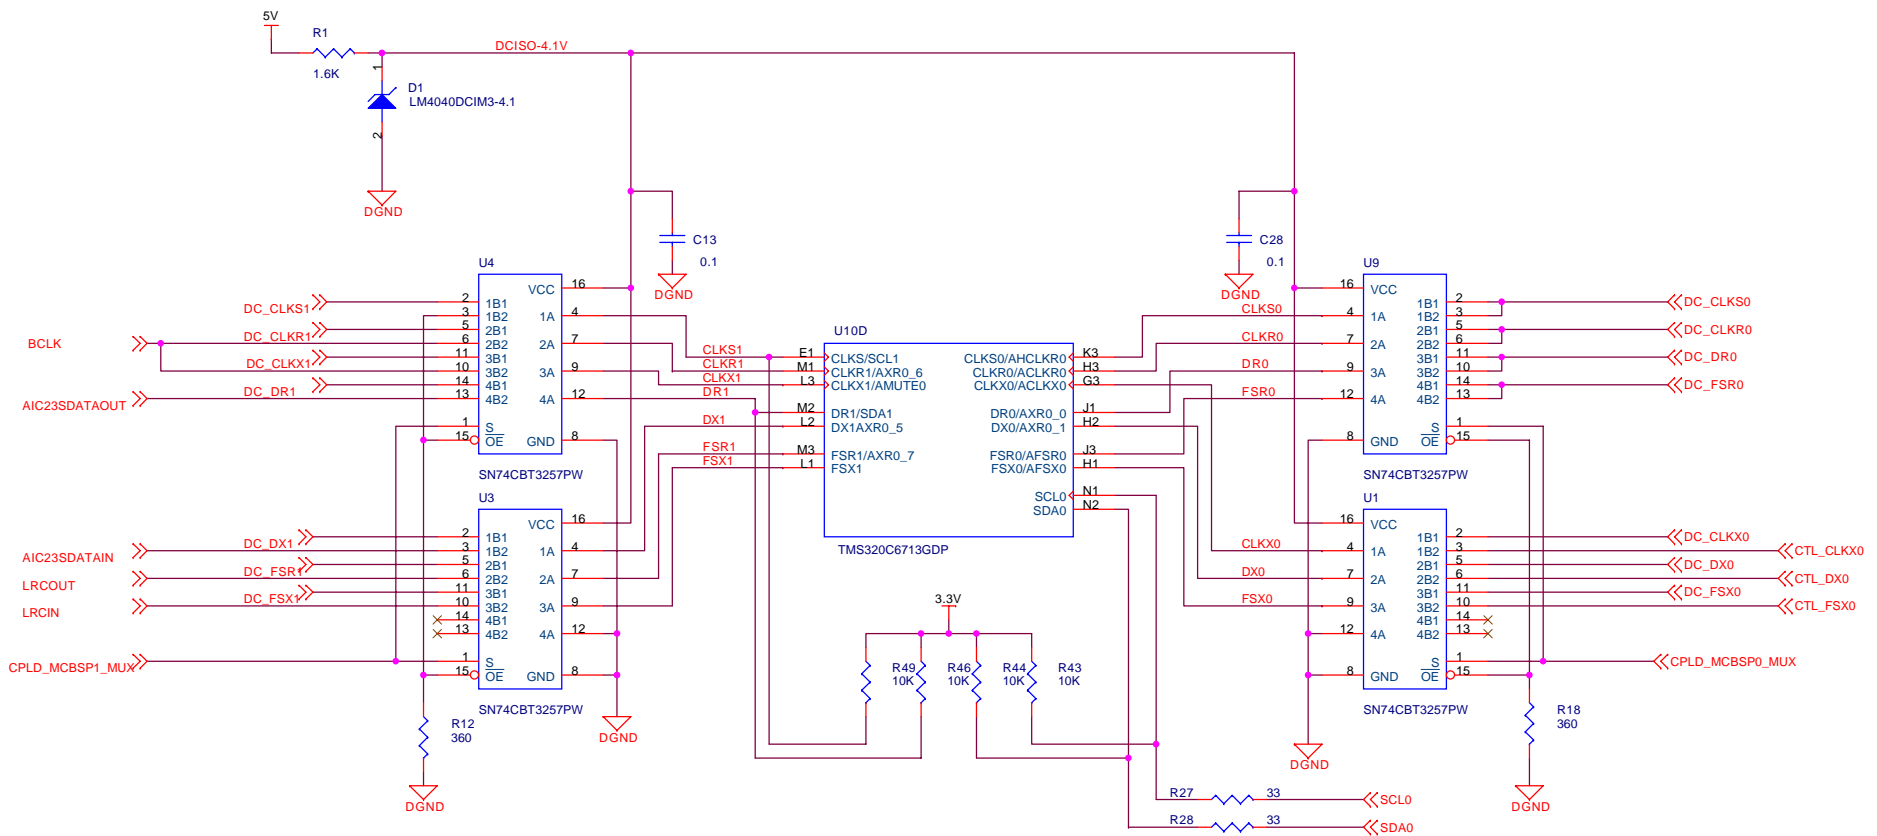 5V
R1
1.6K
DCISO-4.1V
1
D1
LM4040DCIM3-4.1
2
DGND
C13
0.1
DGND
C28
0.1
DGND
U4
VCC 16
DC_CLKS1 2 1B1
3 1B2 1A 4
DC_CLKR1 5 2B1
BCLK 6 2B2 2A 7
DC_CLKX1 11 3B1
10 3B2 3A 9
DC_DR1 14 4B1
AIC23SDATAOUT 13 4B2 4A 12
1 S
15 OE GND 8
SN74CBT3257PW
U3
VCC 16
DC_DX1 2 1B1
AIC23SDATAIN 3 1B2 1A 4
DC_FSR1 5 2B1
LRCOUT 6 2B2 2A 7
DC_FSX1 11 3B1
LRCIN 10 3B2 3A 9
14 4B1
13 4B2 4A 12
CPLD_MCBSP1_MUX 1 S
15 OE GND 8
SN74CBT3257PW
R12
360
DGND
DGND
U10D
CLKS1 E1 CLKS/SCL1
CLKR1 M1 CLKR1/AXR0_6
CLKX1 L3 CLKX1/AMUTE0
DR1 M2 DR1/SDA1
DX1 L2 DX1AXR0_5
FSR1 M3 FSR1/AXR0_7
FSX1 L1 FSX1
CLKS0/AHCLKR0 K3 CLKS0
CLKR0/ACLKR0 H3 CLKR0
CLKX0/ACLKX0 G3
DR0/AXR0_0 J1 DR0
DX0/AXR0_1 H2
FSR0/AFSR0 J3 FSR0
FSX0/AFSX0 H1
SCL0 N1
SDA0 N2
TMS320C6713GDP
CLKX0
DX0
FSX0
3.3V
R49
10K
R46
10K
R44
10K
R43
10K
R27 33 SCL0
R28 33 SDA0
U9
16 VCC
1B1 2 DC_CLKS0
4 1A 1B2 3
2B1 5 DC_CLKR0
7 2A 2B2 6
3B1 11 DC_DR0
9 3A 3B2 10
4B1 14 DC_FSR0
12 4A 4B2 13
S 1
8 GND OE 15
SN74CBT3257PW
U1
16 VCC
1B1 2 DC_CLKX0
4 1A 1B2 3 CTL_CLKX0
2B1 5 DC_DX0
7 2A 2B2 6 CTL_DX0
3B1 11 DC_FSX0
9 3A 3B2 10 CTL_FSX0
4B1 14
12 4A 4B2 13
S 1 CPLD_MCBSP0_MUX
8 GND OE 15
SN74CBT3257PW
R18
360
DGND
DGND